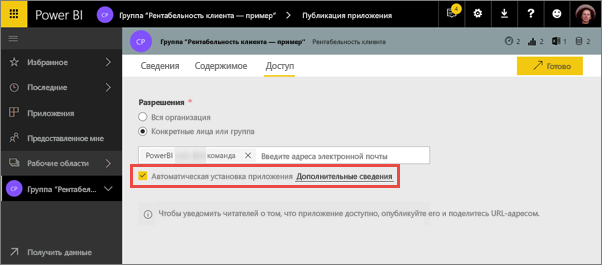 Power BI
Группа "Рентабельность клиента — пример"
Публикация приложения
4
Избранное
Последние
Приложения
Предоставленное мне
Рабочие области
CP
Группа "Рентабел...
Получить данные
CP
Группа "Рентабельность клиента — пример"
Рентабельность клиента
2
2
1
2
Сведения
Содержимое
Доступ
Готово
Разрешения *
Вся организация
Конкретные лица или группа
PowerBI
команда
Введите адреса электронной почты
Автоматическая установка приложения Дополнительные сведения
Чтобы уведомить читателей о том, что приложение доступно, опубликуйте его и поделитесь URL-адресом.